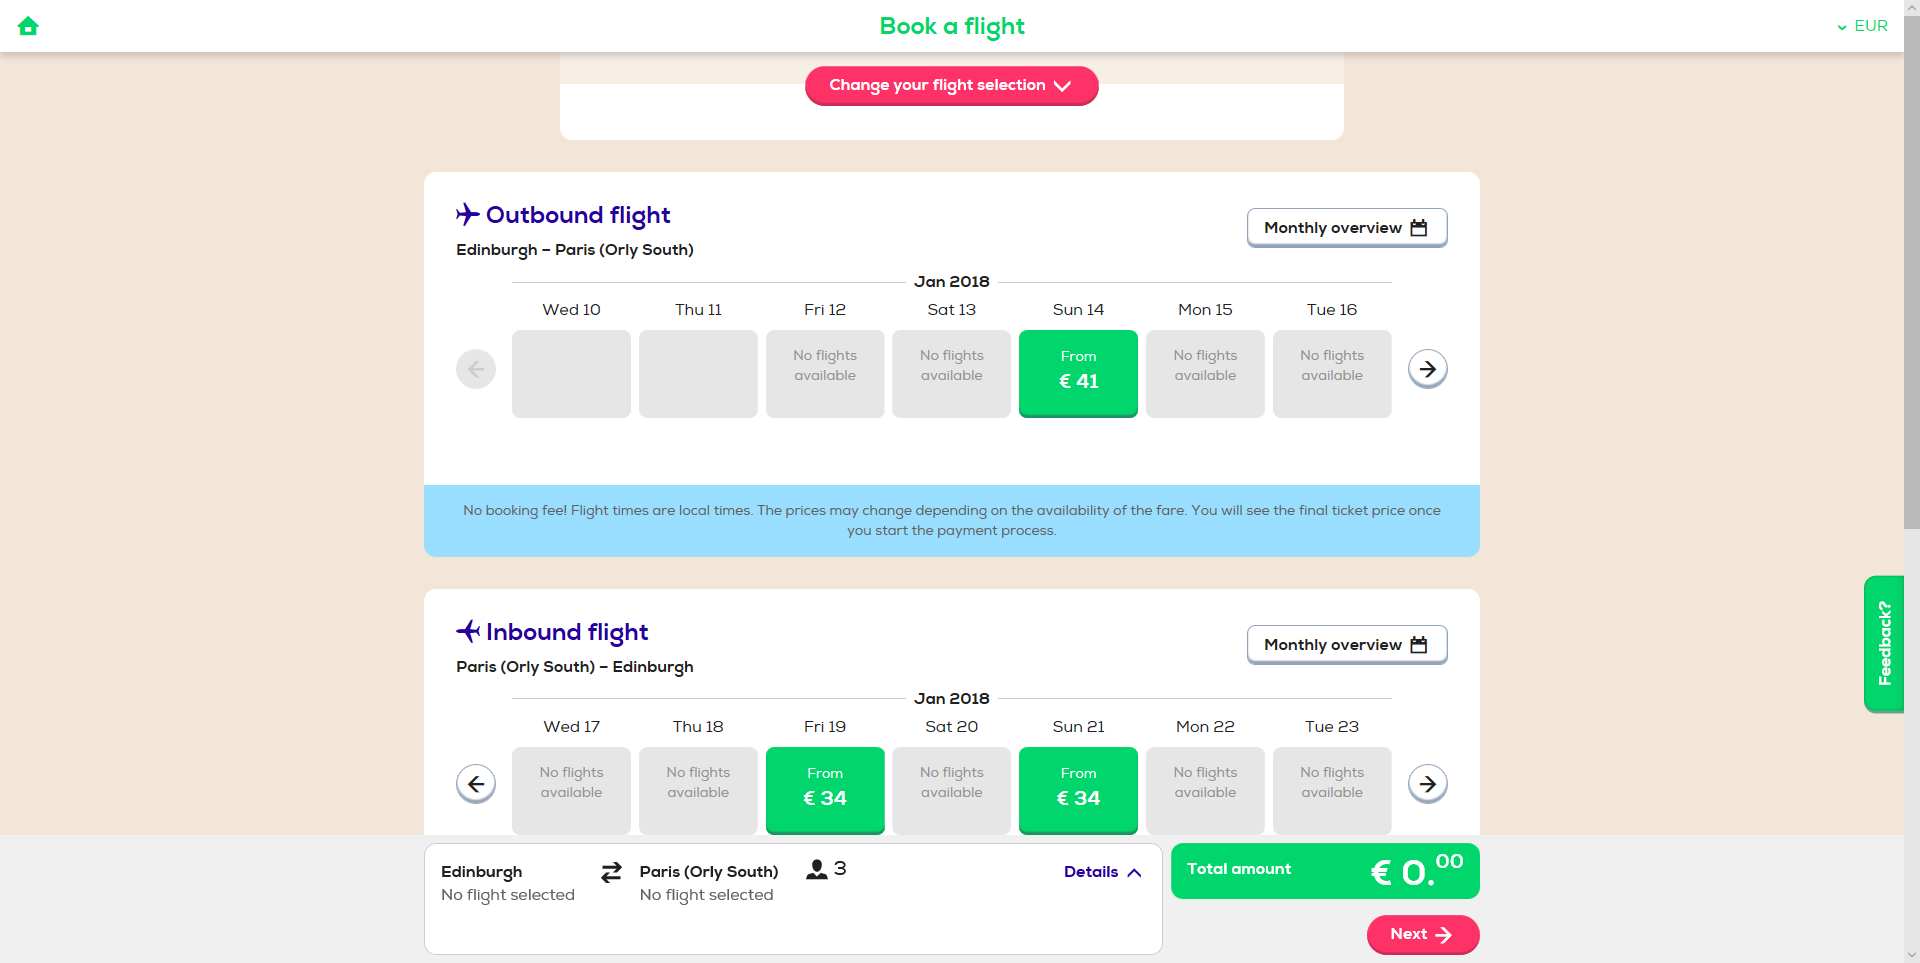 Book a flight
EUR
Change your flight selection
Outbound flight
Monthly overview
Edinburgh – Paris (Orly South)
Jan 2018
Wed 10 Thu 11 Fri 12 Sat 13 Sun 14 Mon 15 Tue 16
No flights available
No flights available
From
€ 41
No flights available
No flights available
No booking fee! Flight times are local times. The prices may change depending on the availability of the fare. You will see the final ticket price once
you start the payment process.
Inbound flight
Monthly overview
Paris (Orly South) – Edinburgh
Jan 2018
Wed 17 Thu 18 Fri 19 Sat 20 Sun 21 Mon 22 Tue 23
No flights available
No flights available
From
€ 34
No flights available
From
€ 34
No flights available
No flights available
Feedback?
Edinburgh
No flight selected
Paris (Orly South)
No flight selected
3
Details
Total amount
€ 0.00
Next